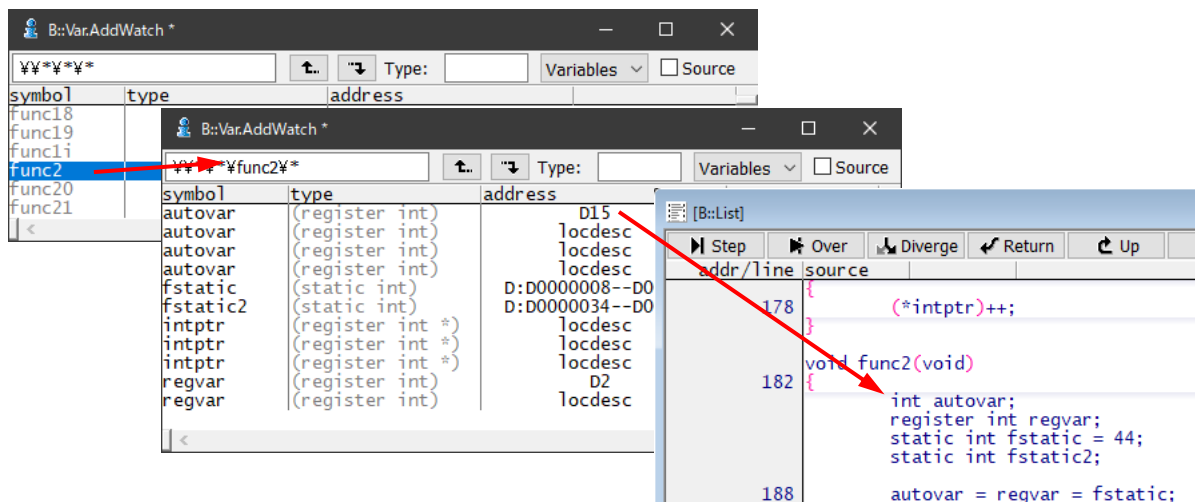 B::Var.AddWatch *
¥¥*¥*¥* Type: Variables Source
symbol type address
func18
func19
func1i
func2
func20
func21
B::Var.AddWatch *
¥¥*¥*¥func2¥* Type: Variables Source
symbol type address
autovar (register int) D15
autovar (register int) locdesc
autovar (register int) locdesc
autovar (register int) locdesc
fstatic (static int) D:D0000008--D0
fstatic2 (static int) D:D0000034--D0
intptr (register int *) locdesc
intptr (register int *) locdesc
intptr (register int *) locdesc
regvar (register int) D2
regvar (register int) locdesc
[B::List]
Step Over Diverge Return Up
addr/line source
{
178 (*intptr)++;
}
void func2(void)
182 {
int autovar;
register int regvar;
static int fstatic = 44;
static int fstatic2;
188 autovar = regvar = fstatic;